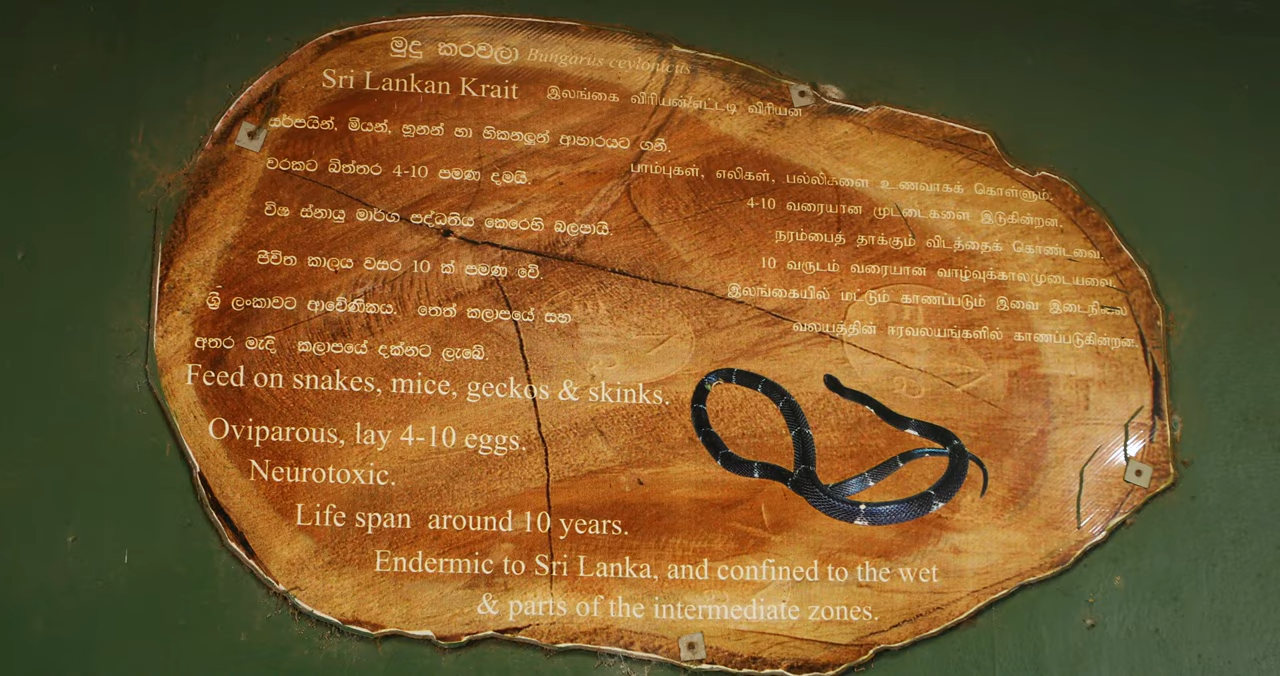 මුදු කරවලා Bungarus ceylonicus
Sri Lankan Krait இலங்கை விரியன்/எட்டடி விரியன்
සර්පයින්, මීයන්, හූනන් හා හිකනලුන් ආහාරයට ගනී.
වරකට බිත්තර 4-10 පමණ දමයි.
විෂ ස්නායු මාර්ග පද්ධතිය කෙරෙහි බලපායි.
ජීවිත කාලය වසර 10 ක් පමණ වේ.
ශ්‍රී ලංකාවට ආවේණිකය. තෙත් කලාපයේ සහ
අතර මැදි කලාපයේ දක්නට ලැබේ.
பாம்புகள், எலிகள், பல்லிகளை உணவாகக் கொள்ளும்.
4-10 வரையான முட்டைகளை இடுகின்றன.
நரம்பைத் தாக்கும் விடத்தைக் கொண்டவை.
10 வருடம் வரையான வாழ்வுக்காலமுடையவை.
இலங்கையில் மட்டும் காணப்படும் இவை இடைநிலை
வலயத்தின் ஈரவலயங்களில் காணப்படுகின்றன.
Feed on snakes, mice, geckos & skinks.
Oviparous, lay 4-10 eggs.
Neurotoxic.
Life span around 10 years.
Endermic to Sri Lanka, and confined to the wet
& parts of the intermediate zones.